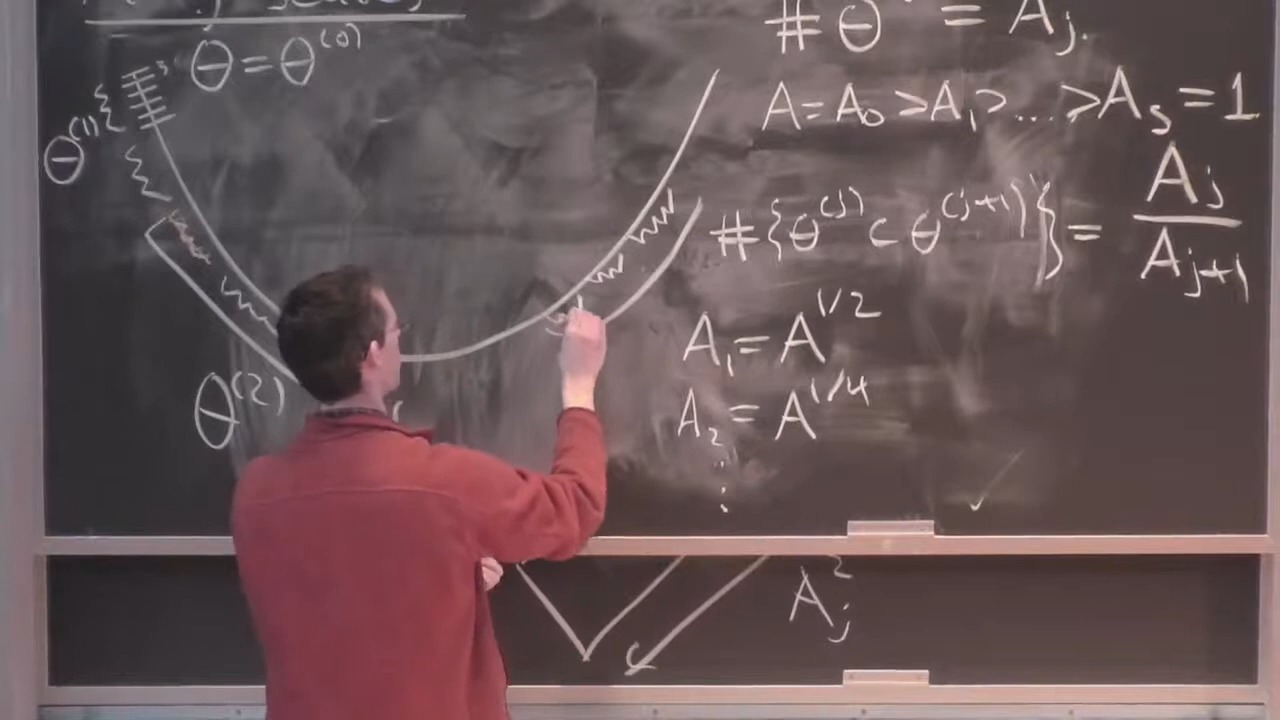 Θ = Θ^(0)
Θ^(1)
Θ^(2)
# Θ = A_j.
A = A_0 > A_1 > ... > A_s = 1
#{Θ^(j) ⊂ Θ^(j+1)} = A_j / A_j+1
A_1 = A^1/2
A_2 = A^1/4
⋮
A_j^2